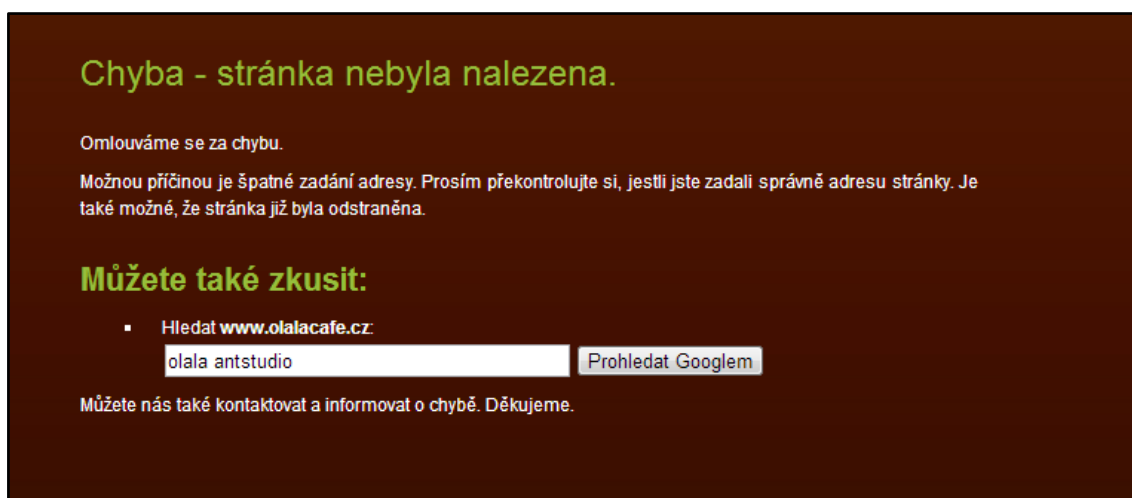 Chyba - stránka nebyla nalezena.
Omlouváme se za chybu.
Možnou příčinou je špatné zadání adresy. Prosím překontrolujte si, jestli jste zadali správně adresu stránky. Je
také možné, že stránka již byla odstraněna.
Můžete také zkusit:
Hledat www.olalacafe.cz:
olala antstudio Prohledat Googlem
Můžete nás také kontaktovat a informovat o chybě. Děkujeme.